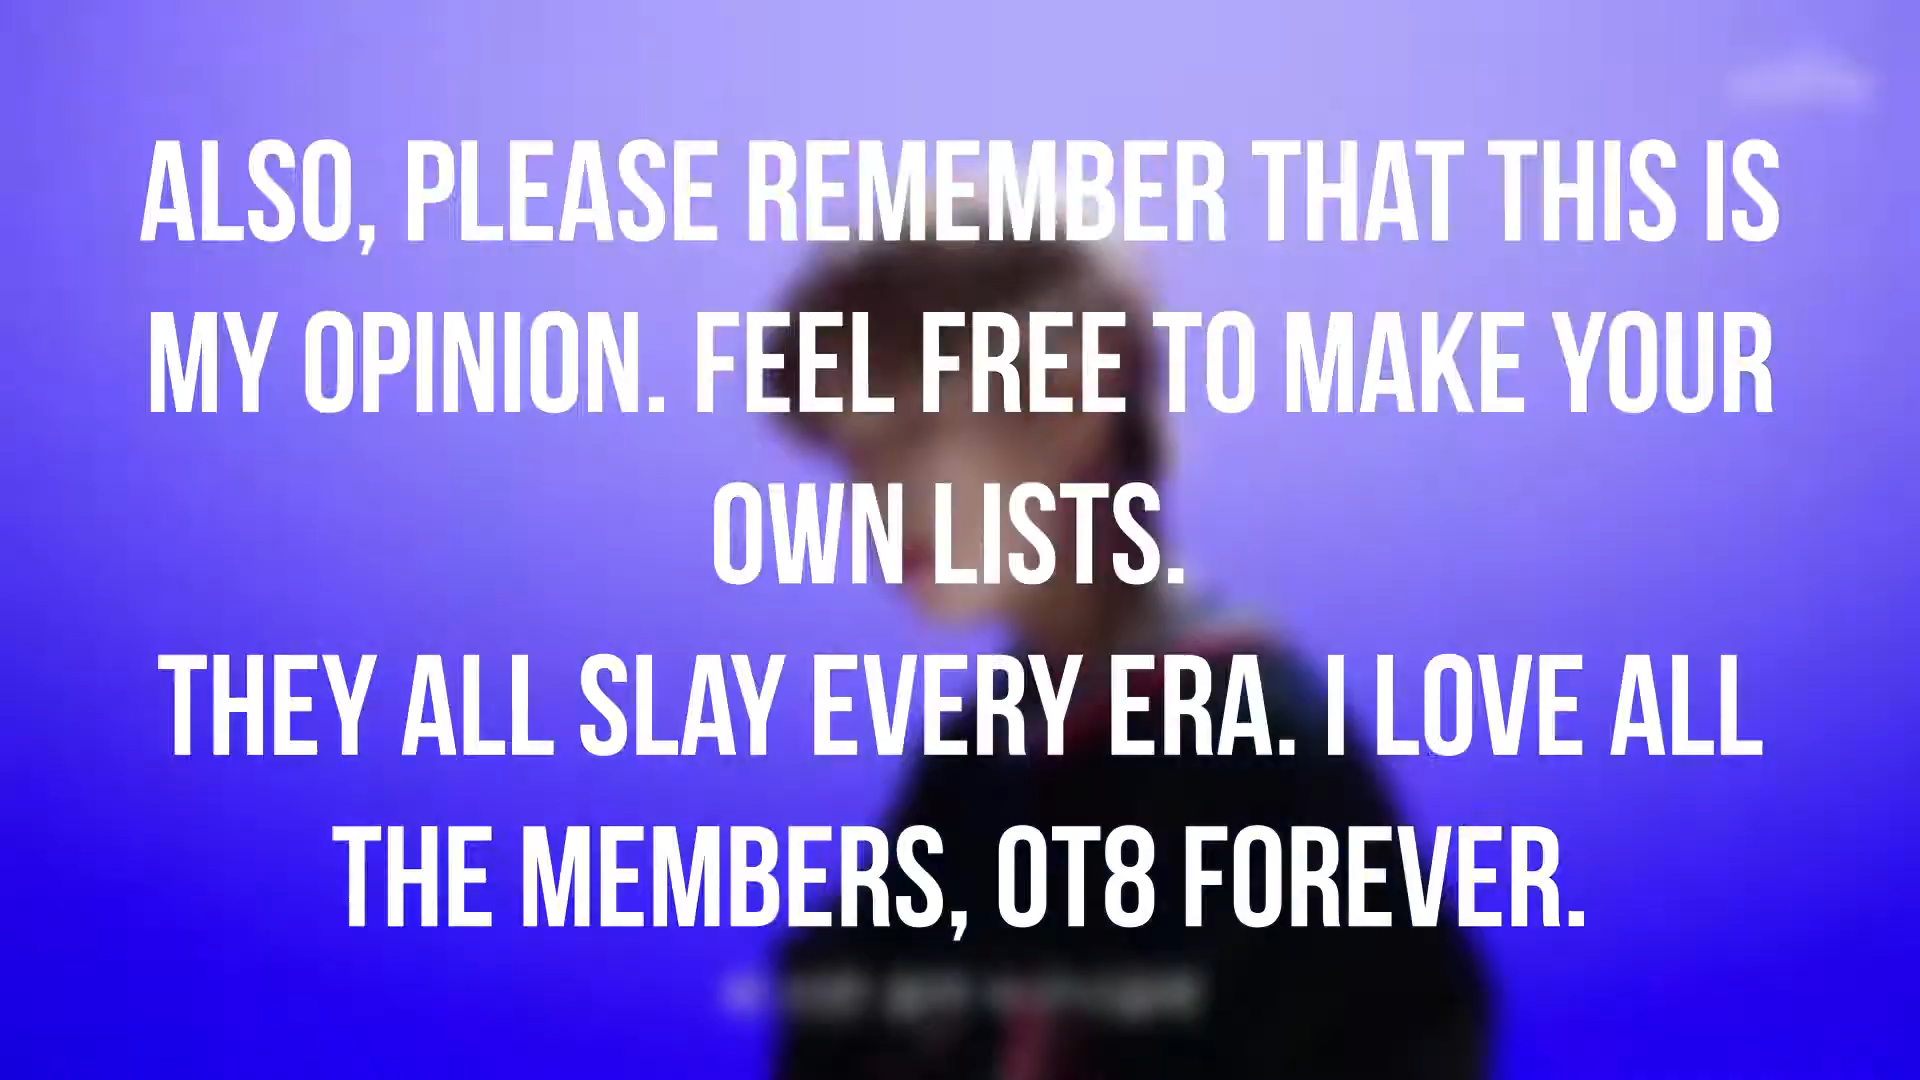 ALSO, PLEASE REMEMBER THAT THIS IS
MY OPINION. FEEL FREE TO MAKE YOUR
OWN LISTS.
THEY ALL SLAY EVERY ERA. I LOVE ALL
THE MEMBERS, OT8 FOREVER.